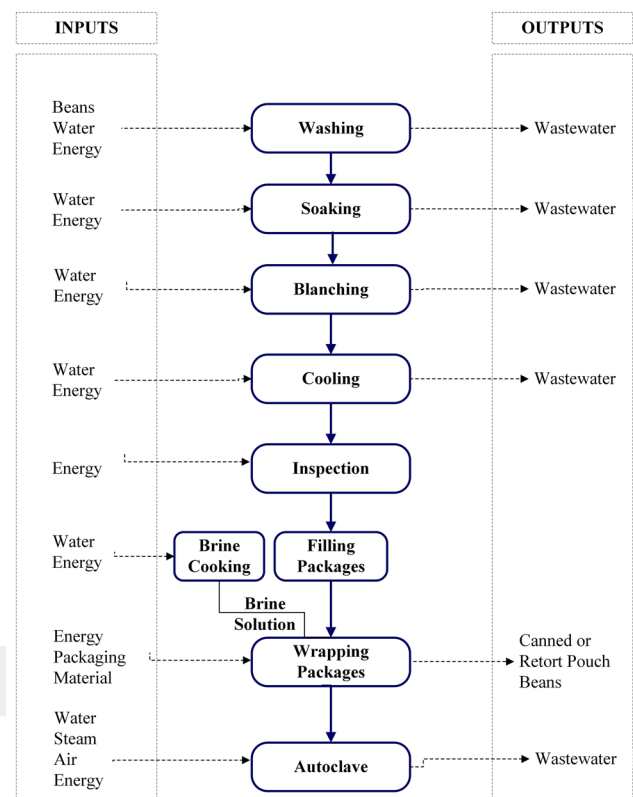 INPUTS
OUTPUTS
Beans
Water
Energy
Washing
Wastewater
Water
Energy
Soaking
Wastewater
Water
Energy
Blanching
Wastewater
Water
Energy
Cooling
Wastewater
Energy
Inspection
Water
Energy
Brine
Cooking
Filling
Packages
Brine
Solution
Energy
Packaging
Material
Wrapping
Packages
Canned or
Retort Pouch
Beans
Water
Steam
Air
Energy
Autoclave
Wastewater